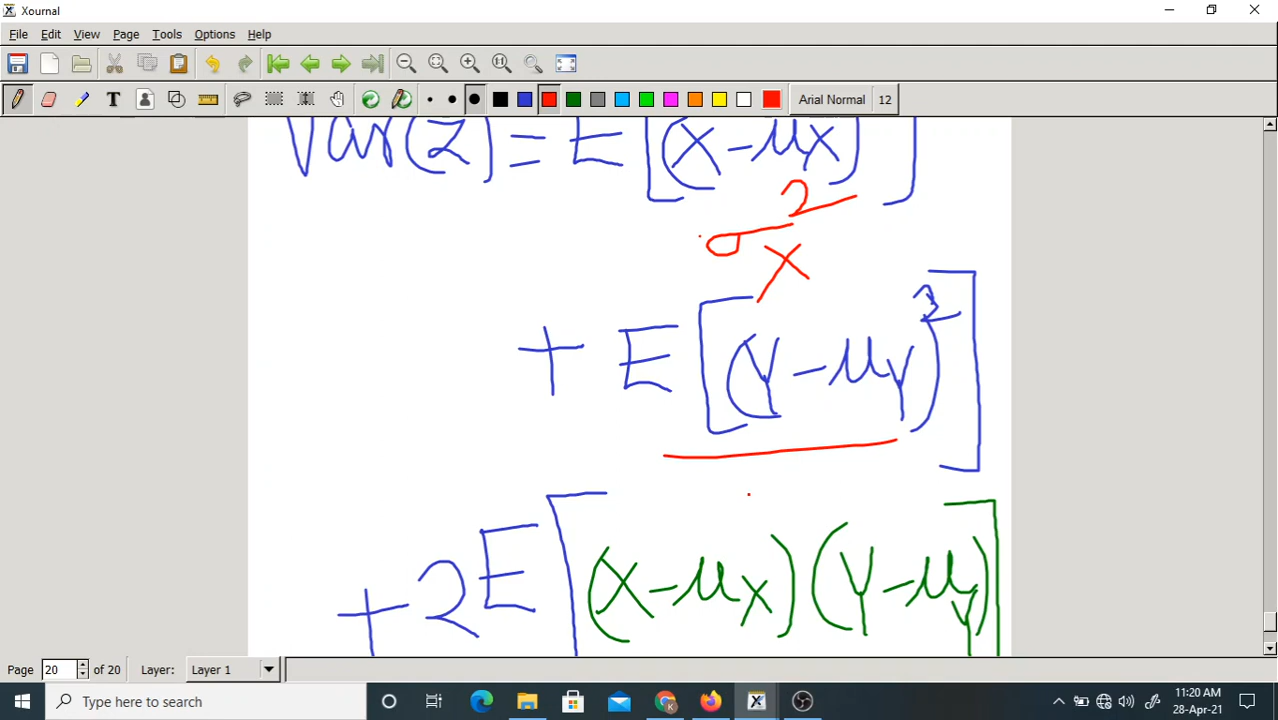 Xournal
File Edit View Page Tools Options Help
Arial Normal 12
Var(Z) = E[(X-μX)]
σ²X
+ E[(Y-μY)²]
+2E[(X-μX)(Y-μY)]
Page 20 of 20 Layer: Layer 1
Type here to search
11:20 AM
28-Apr-21